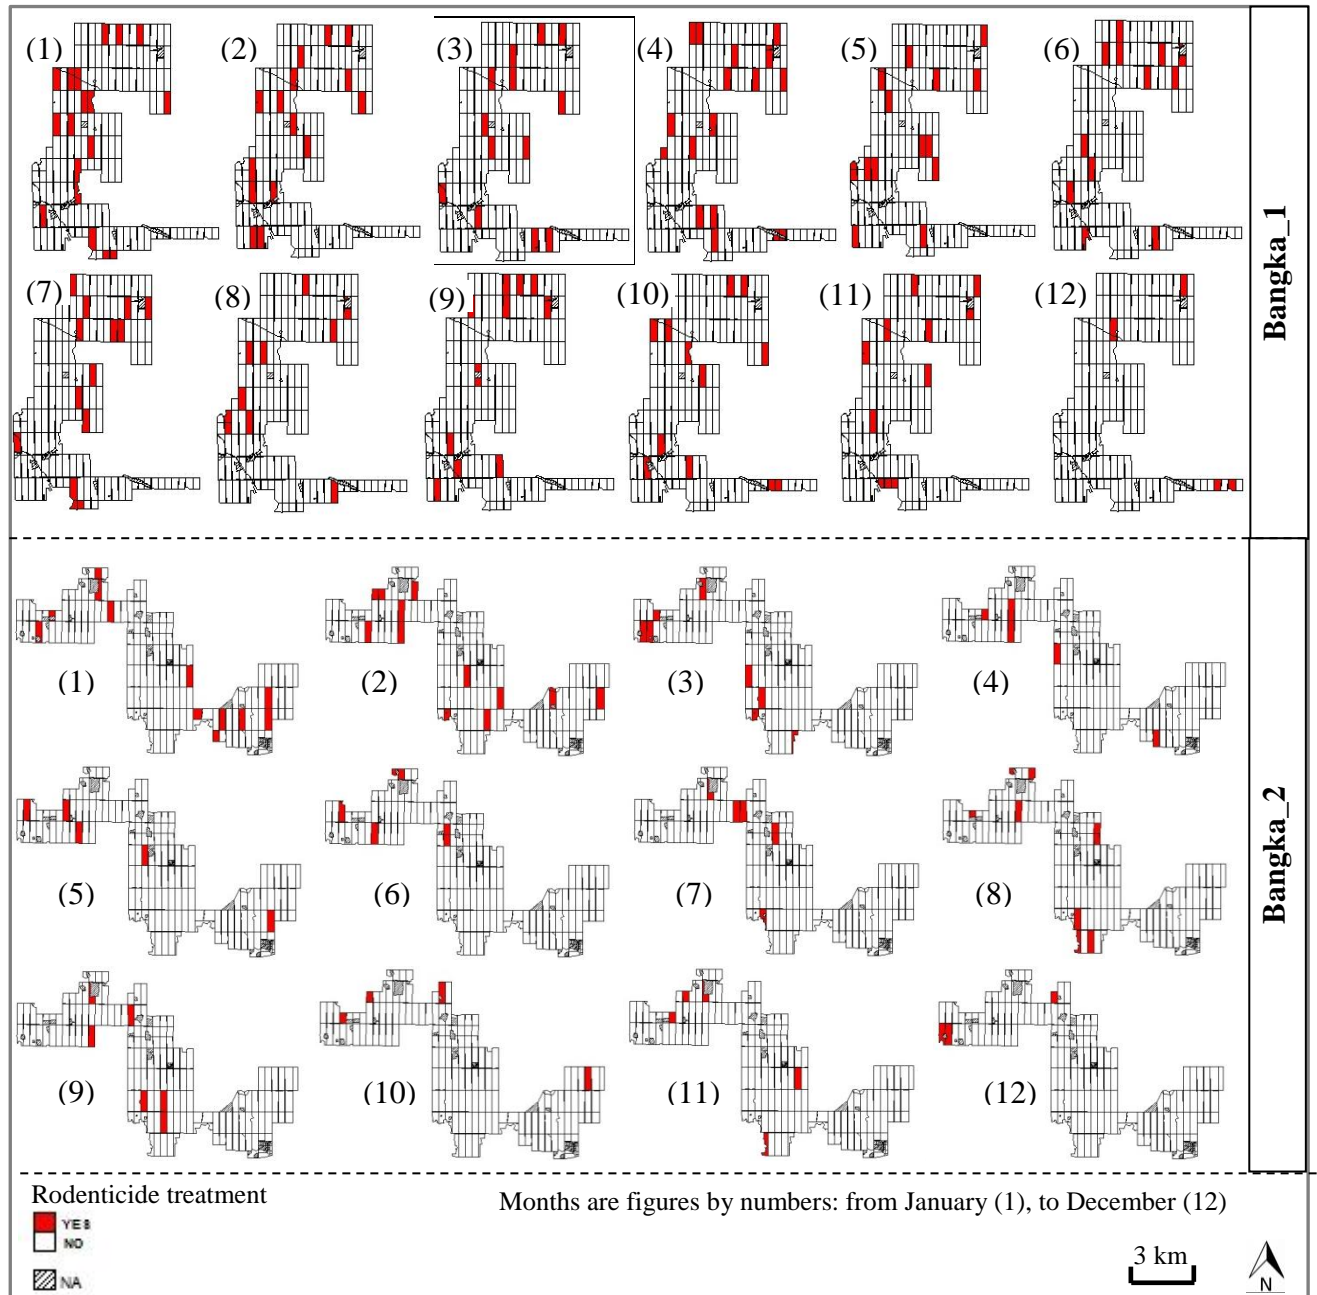 (1)
(2)
(3)
(4)
(5)
(6)
(7)
(8)
(9)
(10)
(11)
(12)
Bangka_1
(1)
(2)
(3)
(4)
(5)
(6)
(7)
(8)
(9)
(10)
(11)
(12)
Bangka_2
Rodenticide treatment
YES
NO
NA
Months are figures by numbers: from January (1), to December (12)
3 km
N